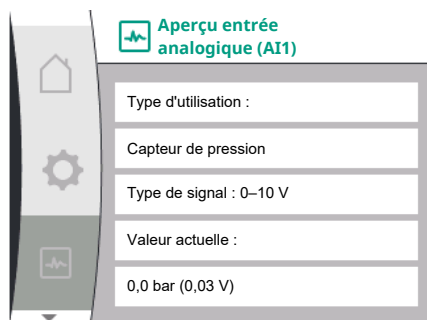 Aperçu entrée
analogique (AI1)
Type d'utilisation :
Capteur de pression
Type de signal : 0–10 V
Valeur actuelle :
0,0 bar (0,03 V)